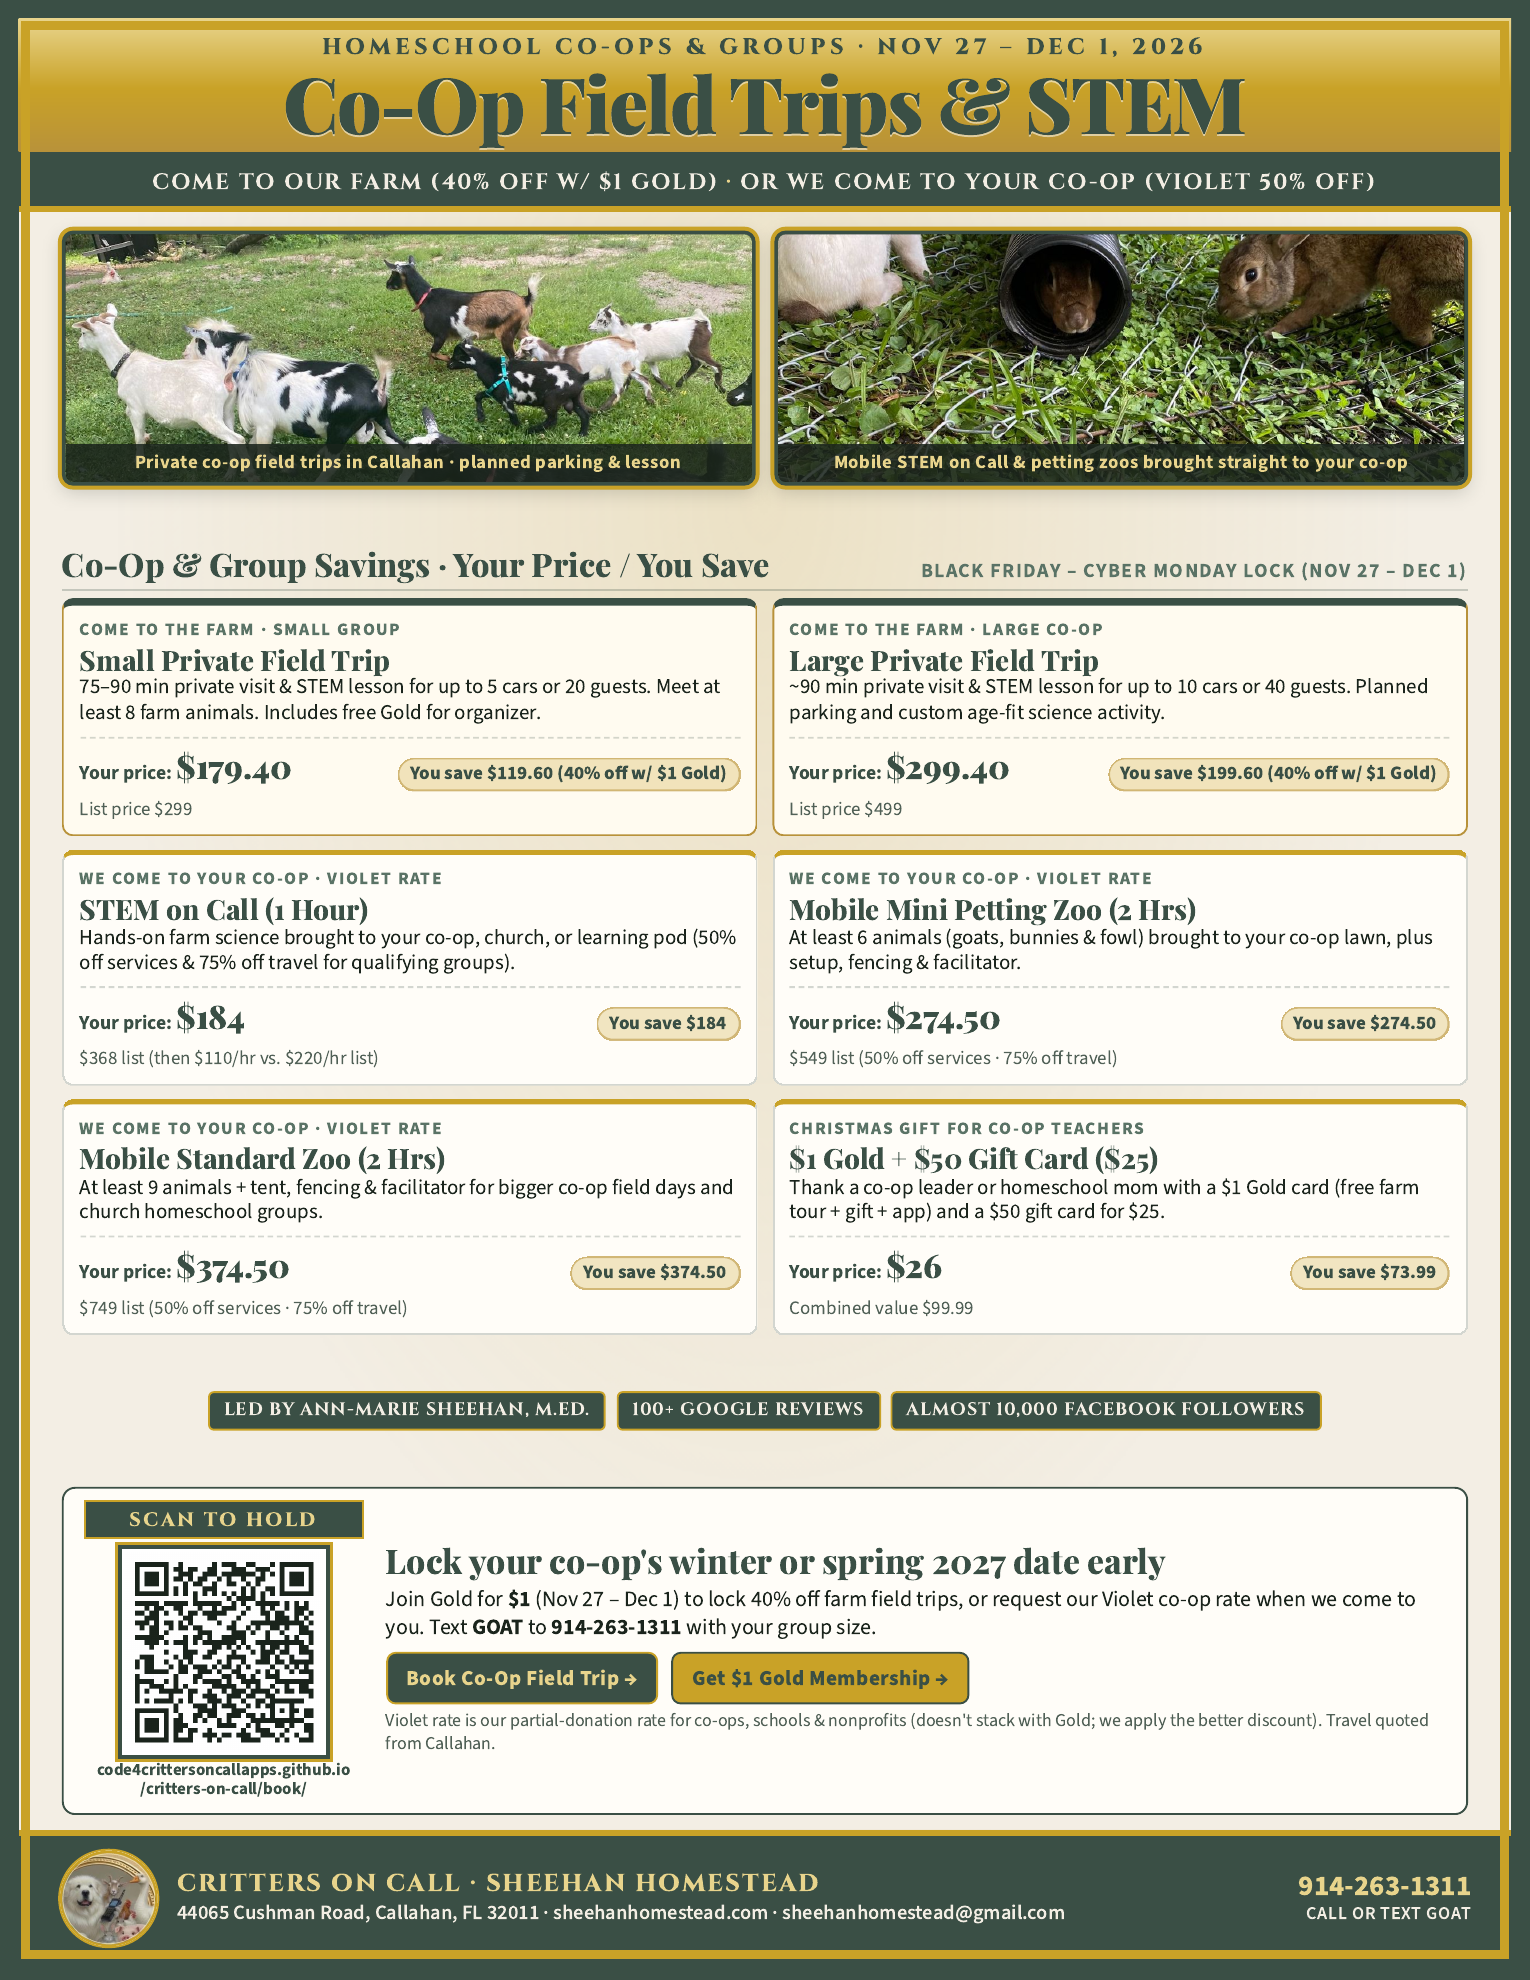 HOMESCHOOL CO-OPS & GROUPS · NOV 27 – DEC 1, 2026
Co-Op Field Trips & STEM
COME TO OUR FARM (40% OFF W/ $1 GOLD) · OR WE COME TO YOUR CO-OP (VIOLET 50% OFF)
Private co-op field trips in Callahan · planned parking & lesson
Mobile STEM on Call & petting zoos brought straight to your co-op
Co-Op & Group Savings · Your Price / You Save
BLACK FRIDAY – CYBER MONDAY LOCK (NOV 27 – DEC 1)
COME TO THE FARM · SMALL GROUP
Small Private Field Trip
75–90 min private visit & STEM lesson for up to 5 cars or 20 guests. Meet at
least 8 farm animals. Includes free Gold for organizer.
Your price: $179.40
You save $119.60 (40% off w/ $1 Gold)
List price $299
COME TO THE FARM · LARGE CO-OP
Large Private Field Trip
~90 min private visit & STEM lesson for up to 10 cars or 40 guests. Planned
parking and custom age-fit science activity.
Your price: $299.40
You save $199.60 (40% off w/ $1 Gold)
List price $499
WE COME TO YOUR CO-OP · VIOLET RATE
STEM on Call (1 Hour)
Hands-on farm science brought to your co-op, church, or learning pod (50%
off services & 75% off travel for qualifying groups).
Your price: $184
You save $184
$368 list (then $110/hr vs. $220/hr list)
WE COME TO YOUR CO-OP · VIOLET RATE
Mobile Mini Petting Zoo (2 Hrs)
At least 6 animals (goats, bunnies & fowl) brought to your co-op lawn, plus
setup, fencing & facilitator.
Your price: $274.50
You save $274.50
$549 list (50% off services · 75% off travel)
WE COME TO YOUR CO-OP · VIOLET RATE
Mobile Standard Zoo (2 Hrs)
At least 9 animals + tent, fencing & facilitator for bigger co-op field days and
church homeschool groups.
Your price: $374.50
You save $374.50
$749 list (50% off services · 75% off travel)
CHRISTMAS GIFT FOR CO-OP TEACHERS
$1 Gold + $50 Gift Card ($25)
Thank a co-op leader or homeschool mom with a $1 Gold card (free farm
tour + gift + app) and a $50 gift card for $25.
Your price: $26
You save $73.99
Combined value $99.99
LED BY ANN-MARIE SHEEHAN, M.ED.
100+ GOOGLE REVIEWS
ALMOST 10,000 FACEBOOK FOLLOWERS
SCAN TO HOLD
code4crittersoncallapps.github.io
/critters-on-call/book/
Lock your co-op's winter or spring 2027 date early
Join Gold for $1 (Nov 27 – Dec 1) to lock 40% off farm field trips, or request our Violet co-op rate when we come to
you. Text GOAT to 914-263-1311 with your group size.
Book Co-Op Field Trip →
Get $1 Gold Membership →
Violet rate is our partial-donation rate for co-ops, schools & nonprofits (doesn't stack with Gold; we apply the better discount). Travel quoted
from Callahan.
CRITTERS ON CALL · SHEEHAN HOMESTEAD
44065 Cushman Road, Callahan, FL 32011 · sheehanhomestead.com · sheehanhomestead@gmail.com
914-263-1311
CALL OR TEXT GOAT